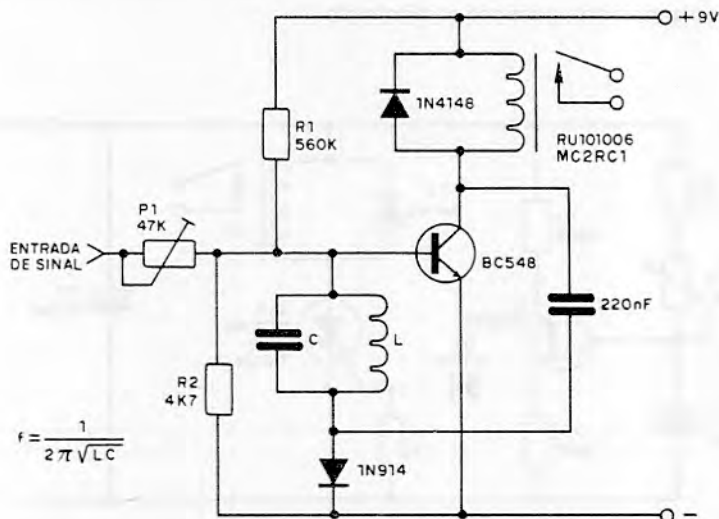 +9V
1N4148
R1
560K
RU101006
MC2RC1
P1
47K
ENTRADA
DE SINAL
BC548
220nF
C
L
R2
4K7
F = 1 / 2π√LC
1N914
-